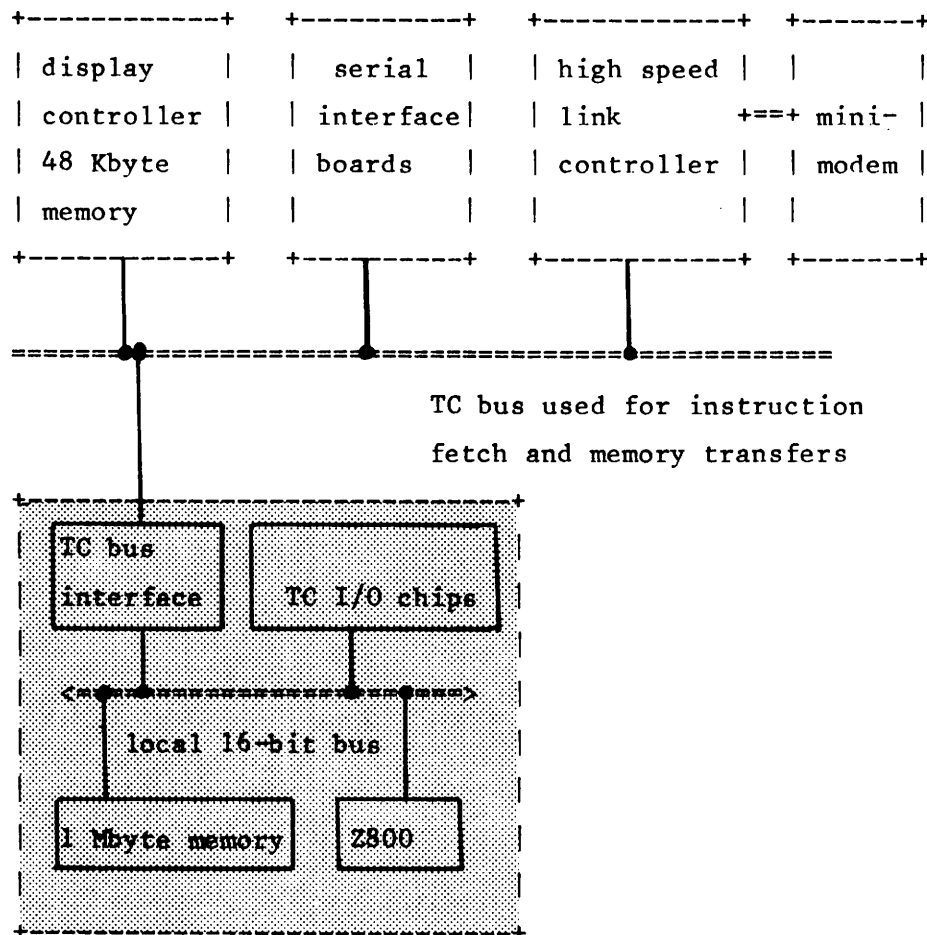 display
controller
48 Kbyte
memory
serial
interface
boards
high speed
link
controller
mini-
modem
TC bus used for instruction
fetch and memory transfers
TC bus
interface
TC I/O chips
local 16-bit bus
1 Mbyte memory
Z800